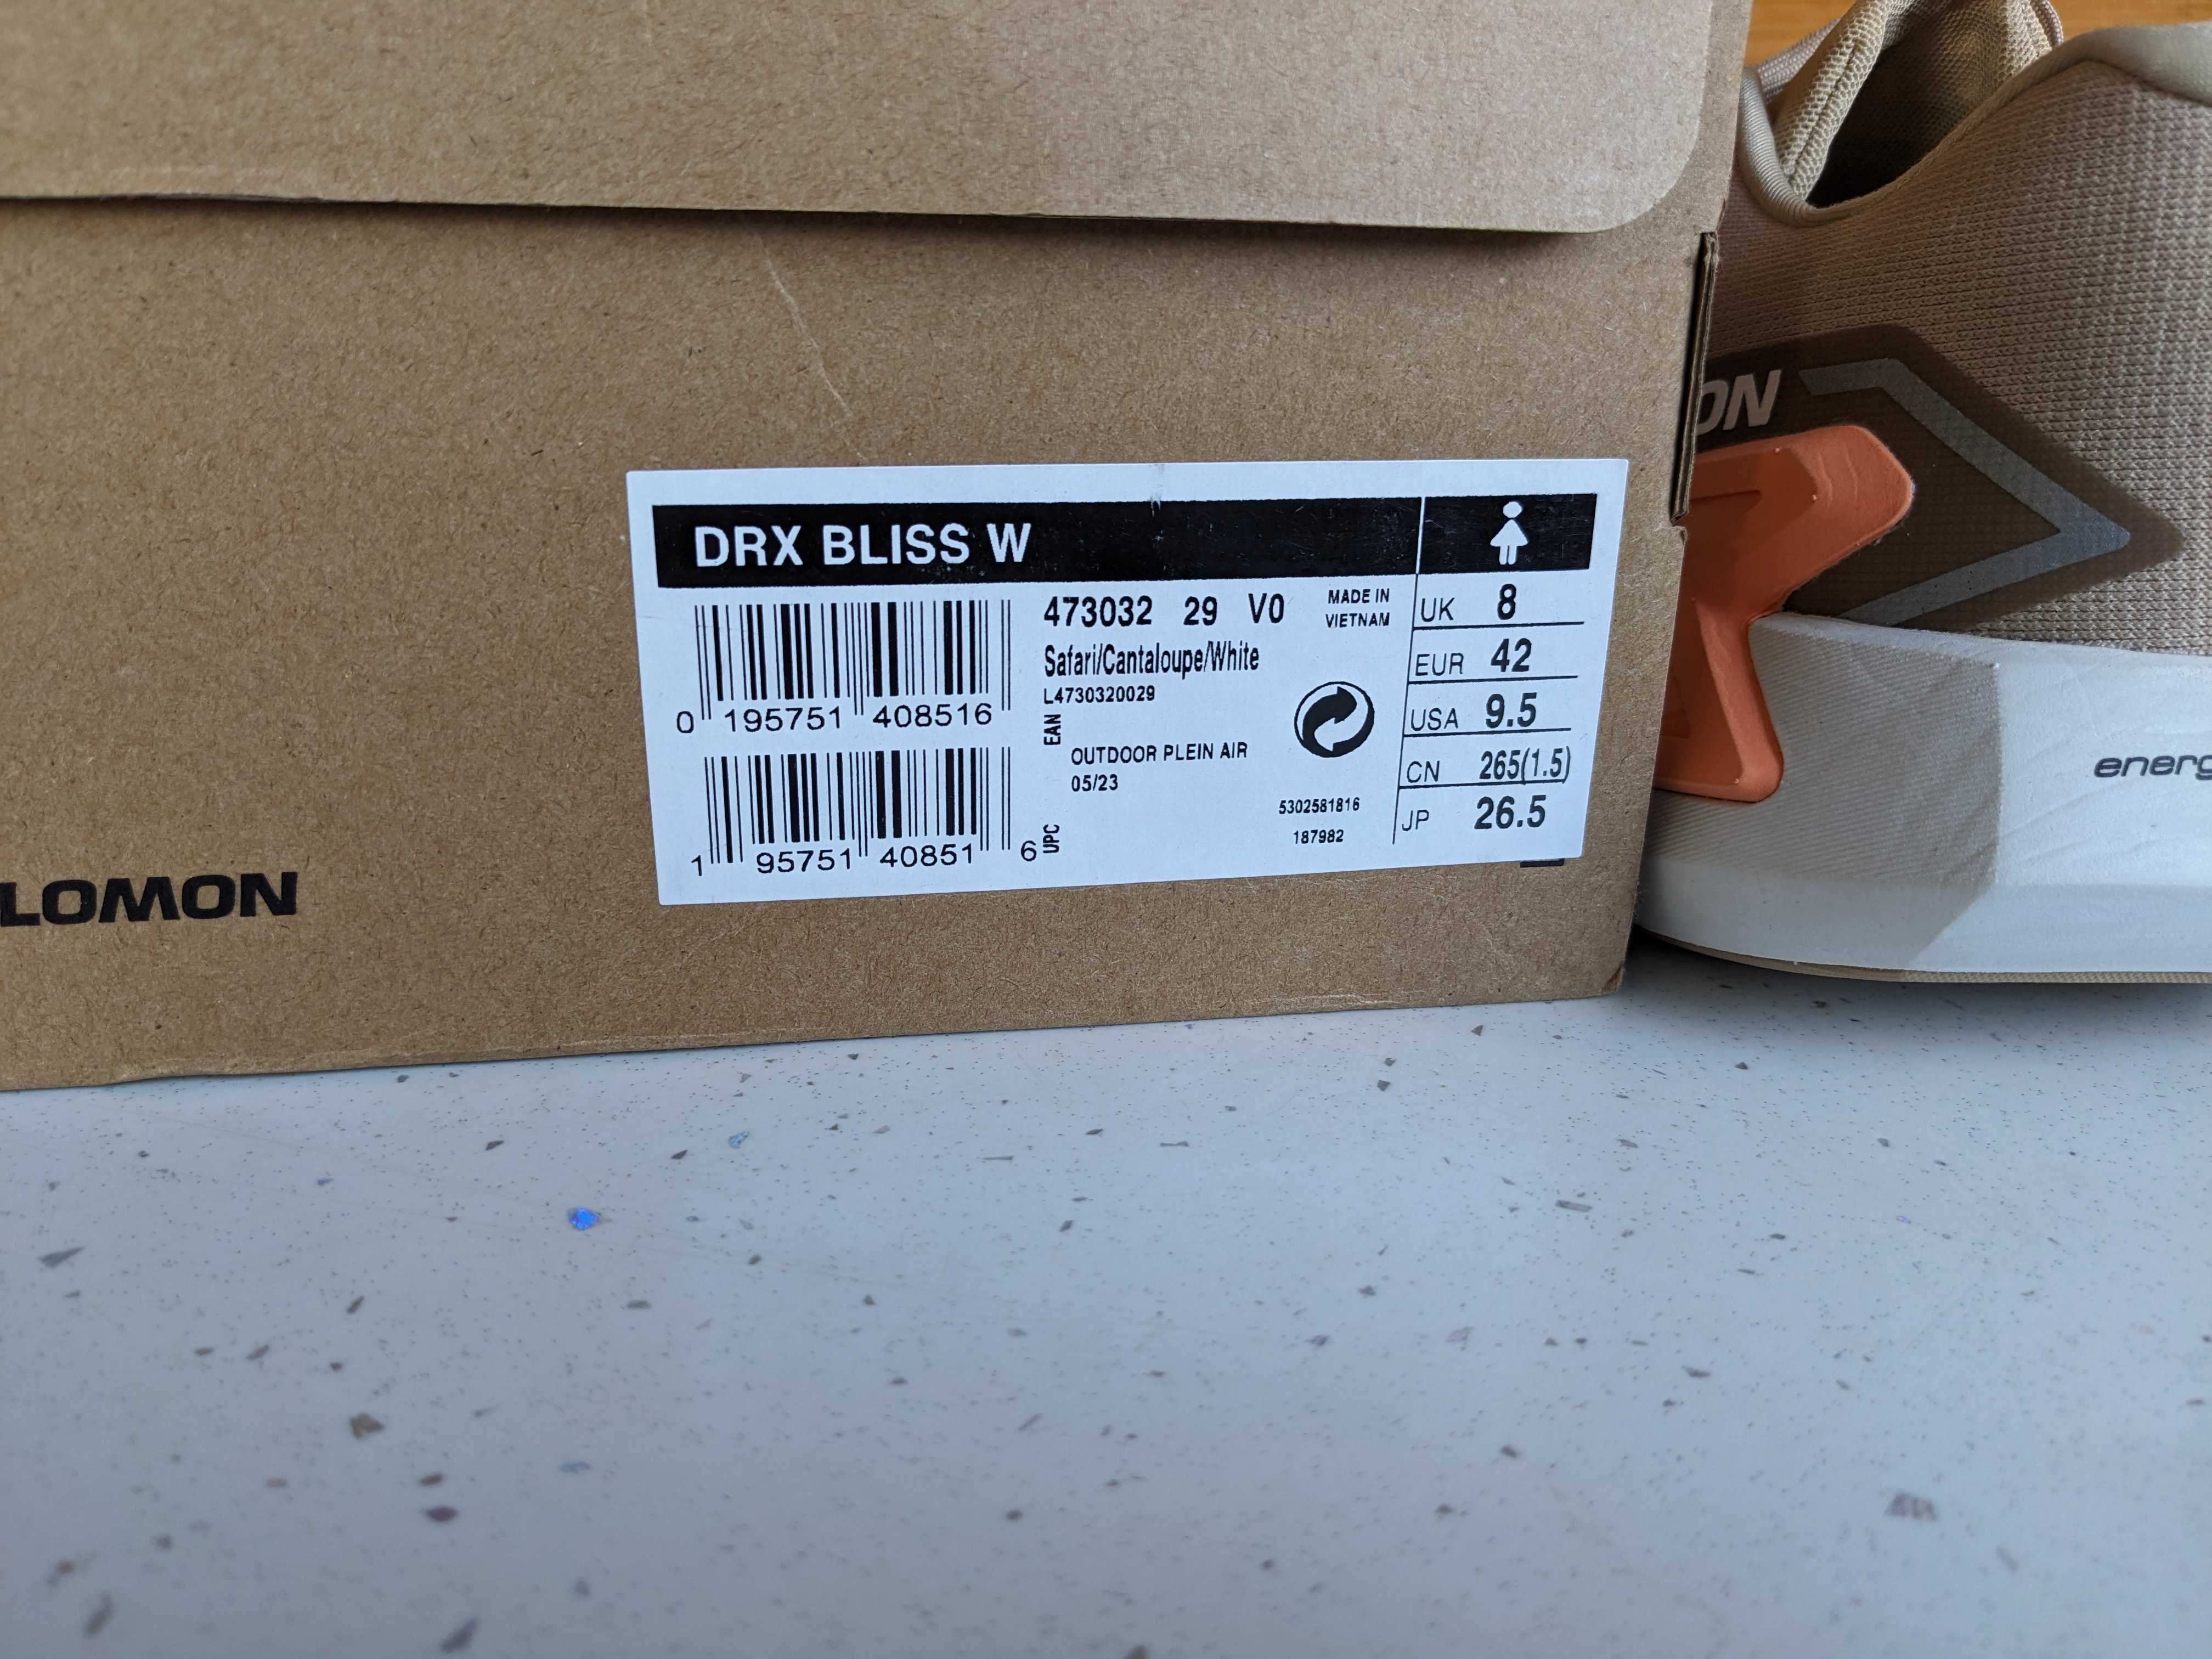 DRX BLISS W
473032 29 V0
MADE IN
VIETNAM
Safari/Cantaloupe/White
L4730320029
EAN
0 195751 408516
OUTDOOR PLEIN AIR
05/23
UPC
1 95751 40851 6
5302581816
187982
UK 8
EUR 42
USA 9.5
CN 265(1.5)
JP 26.5
LOMON
ON
energ